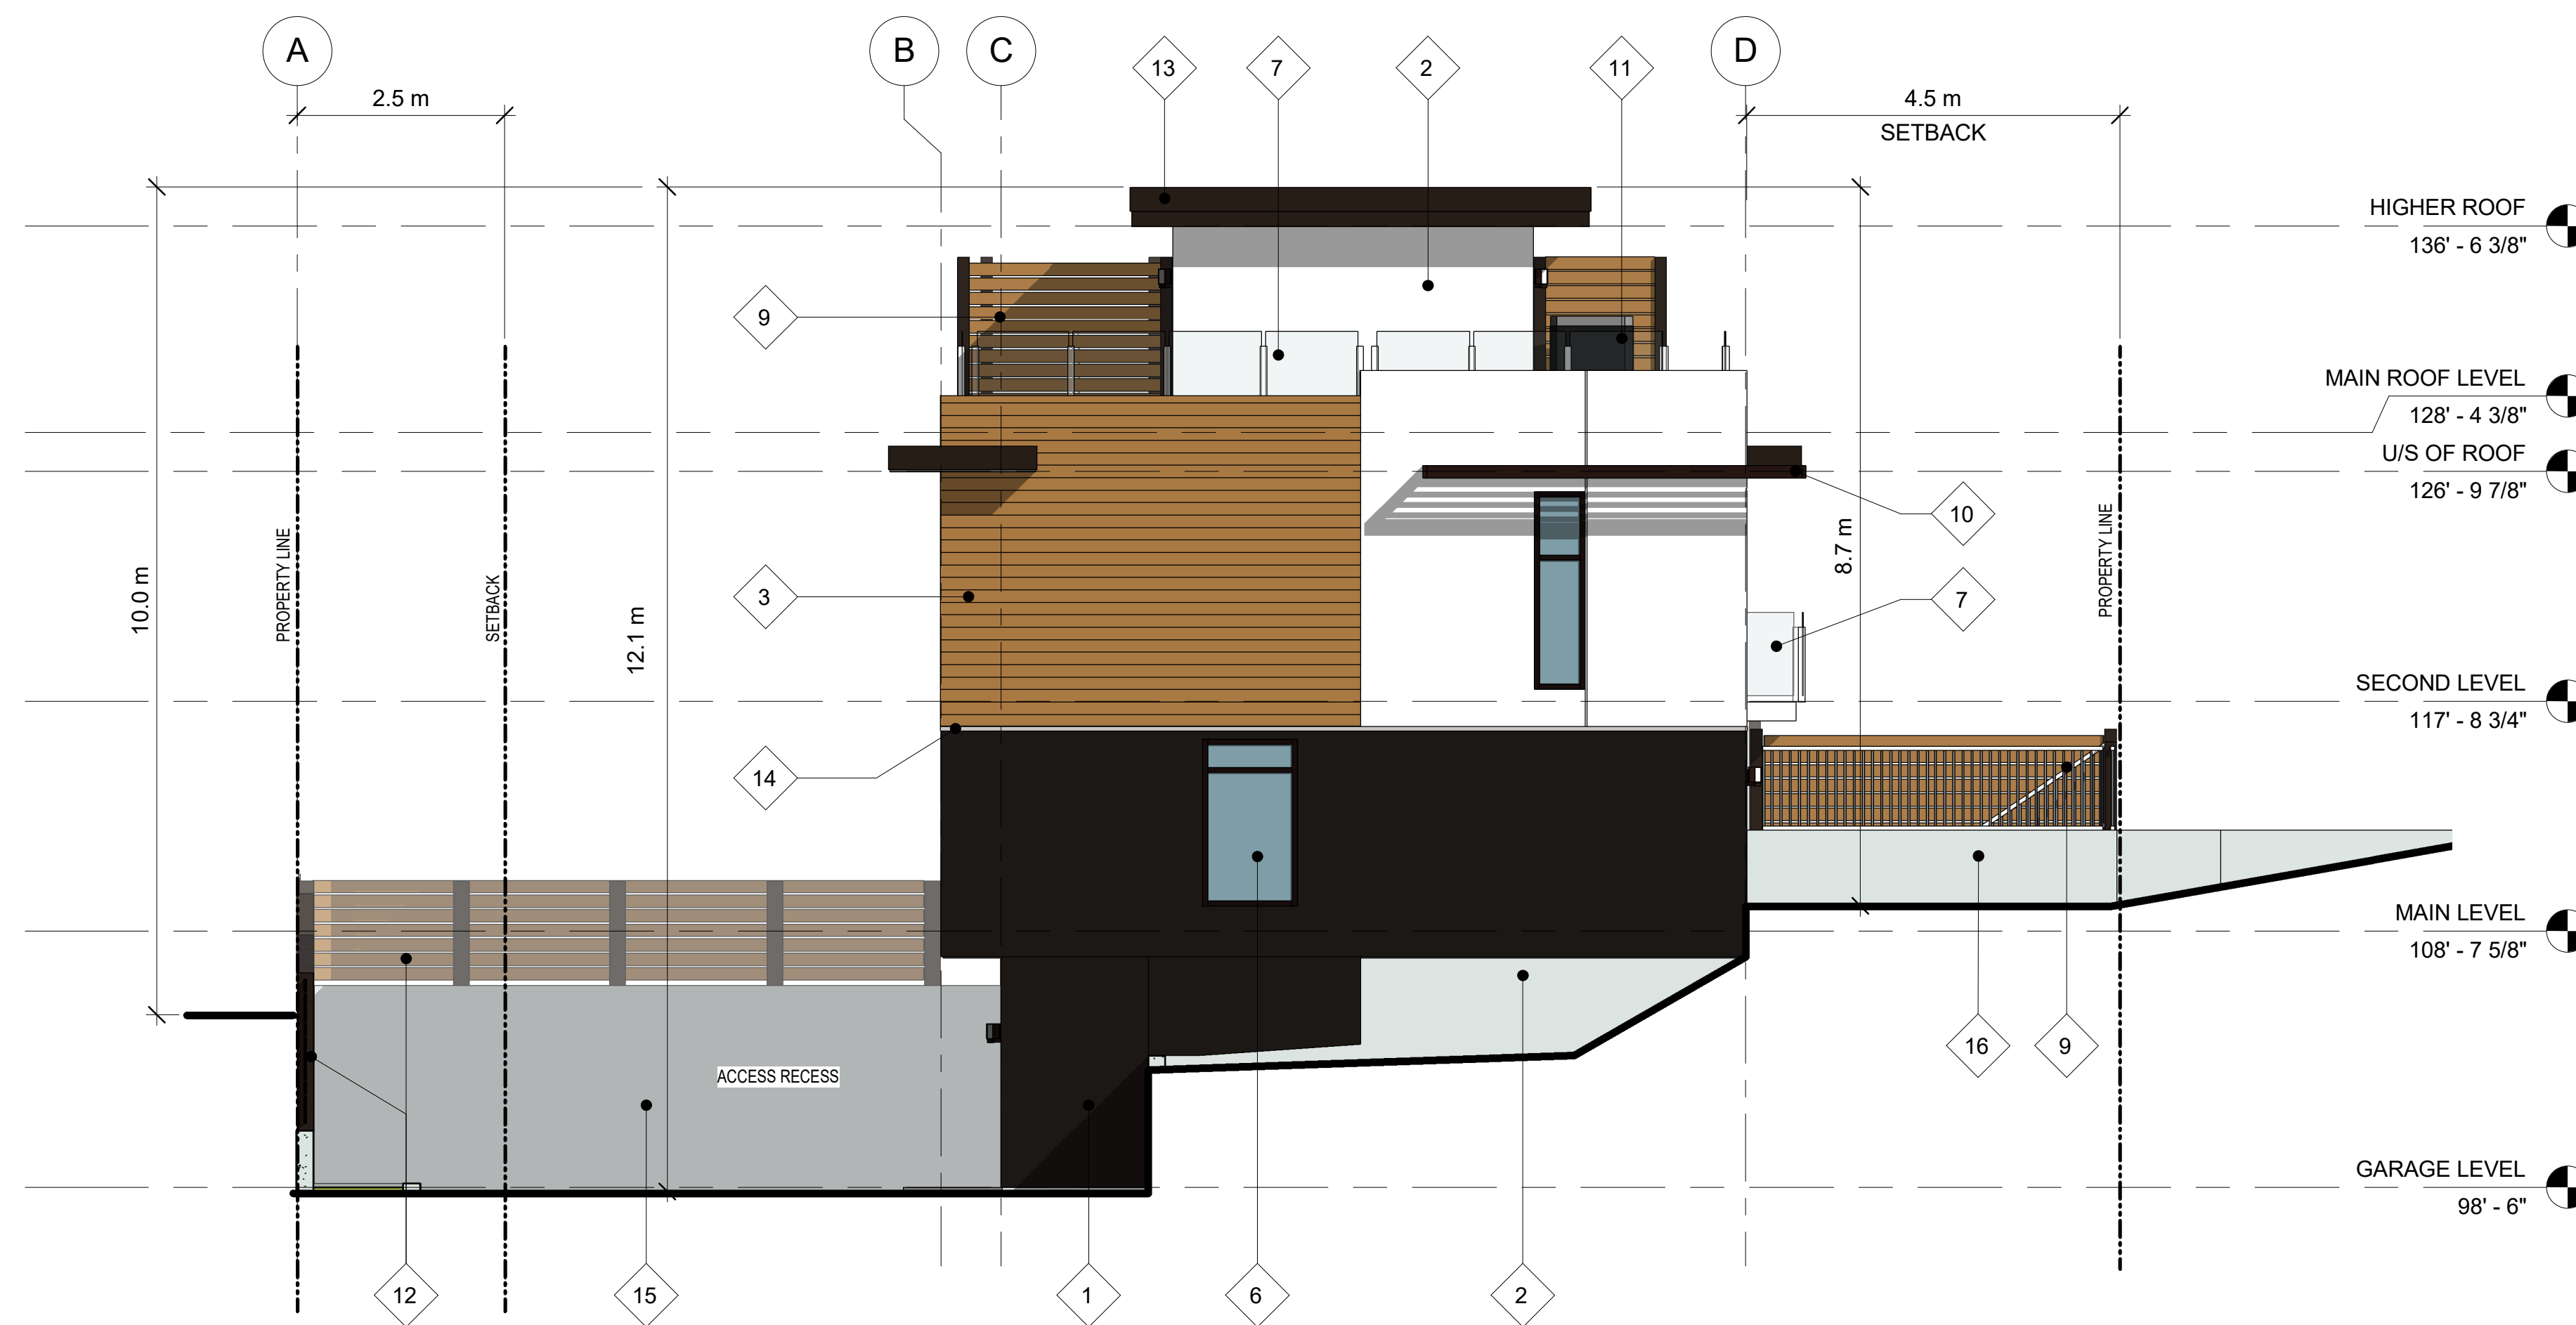 A
B
C
D
13
7
2
11
2.5 m
4.5 m
SETBACK
HIGHER ROOF
136' - 6 3/8"
9
MAIN ROOF LEVEL
128' - 4 3/8"
U/S OF ROOF
126' - 9 7/8"
10
10.0 m
PROPERTY LINE
SETBACK
12.1 m
8.7 m
PROPERTY LINE
3
7
SECOND LEVEL
117' - 8 3/4"
14
MAIN LEVEL
108' - 7 5/8"
16
9
ACCESS RECESS
GARAGE LEVEL
98' - 6"
12
15
1
6
2